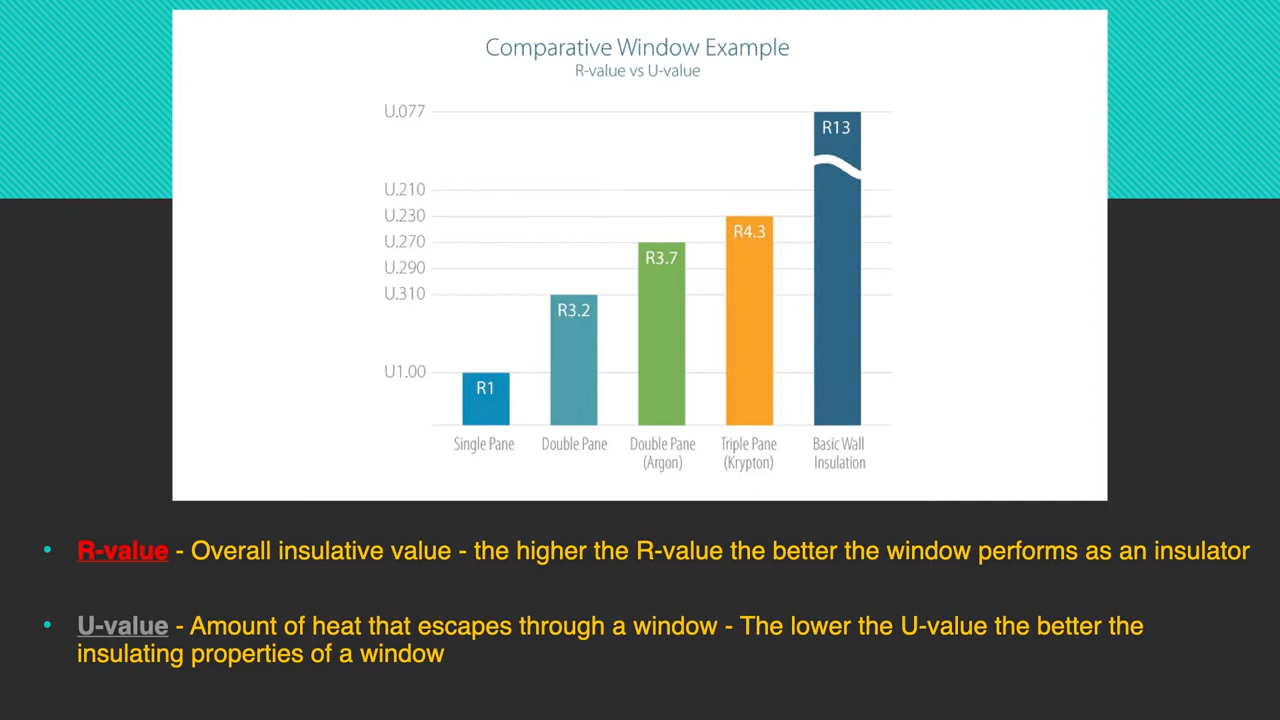 Comparative Window Example
R-value vs U-value
U.077
U.210
U.230
U.270
U.290
U.310
U1.00
R1
R3.2
R3.7
R4.3
R13
Single Pane
Double Pane
Double Pane
(Argon)
Triple Pane
(Krypton)
Basic Wall
Insulation
• R-value - Overall insulative value - the higher the R-value the better the window performs as an insulator
• U-value - Amount of heat that escapes through a window - The lower the U-value the better the
insulating properties of a window